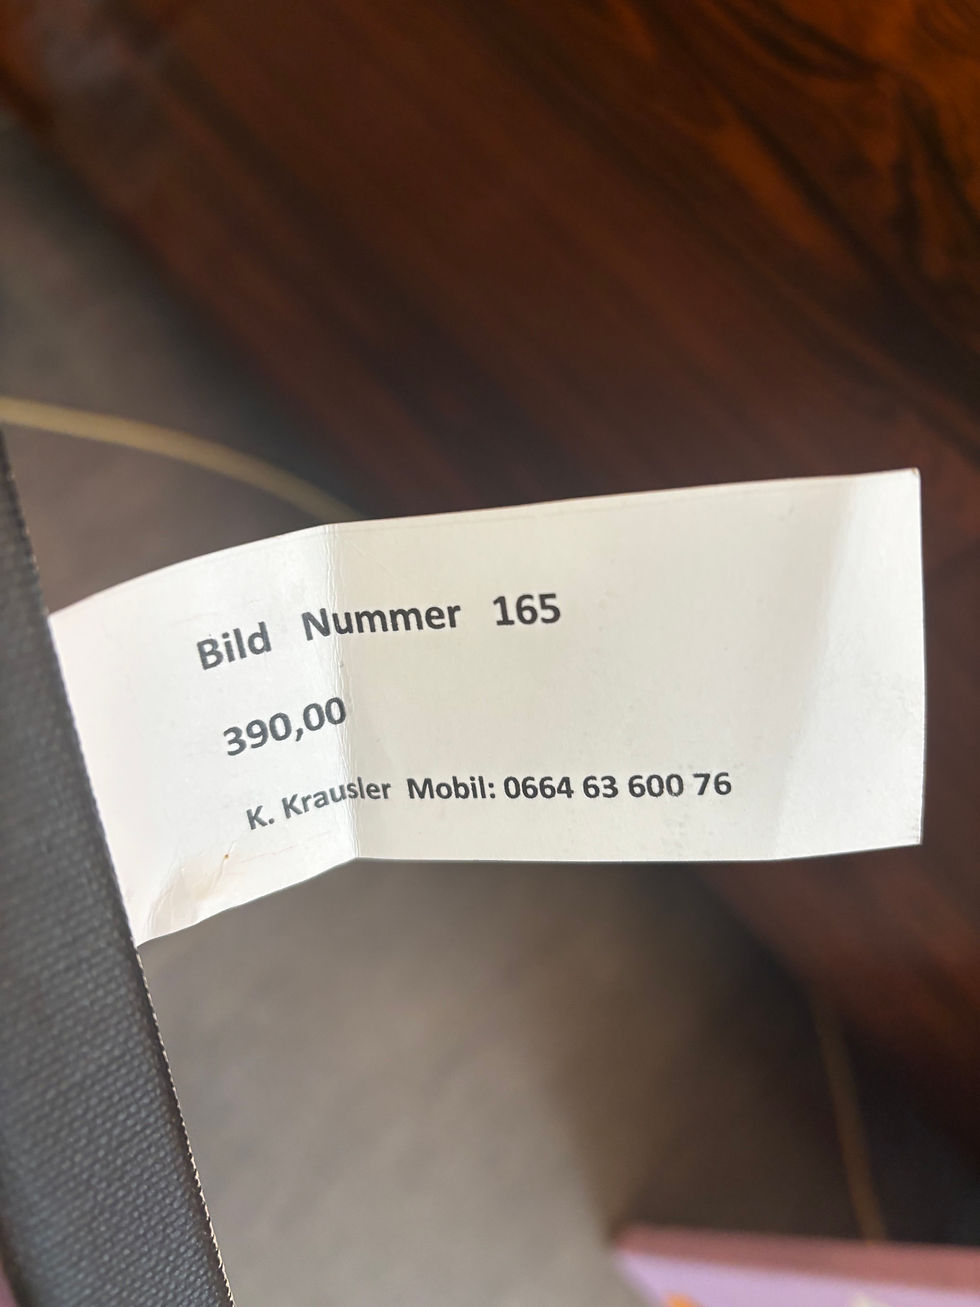 Bild Nummer 165
390,00
K. Krausler Mobil: 0664 63 600 76